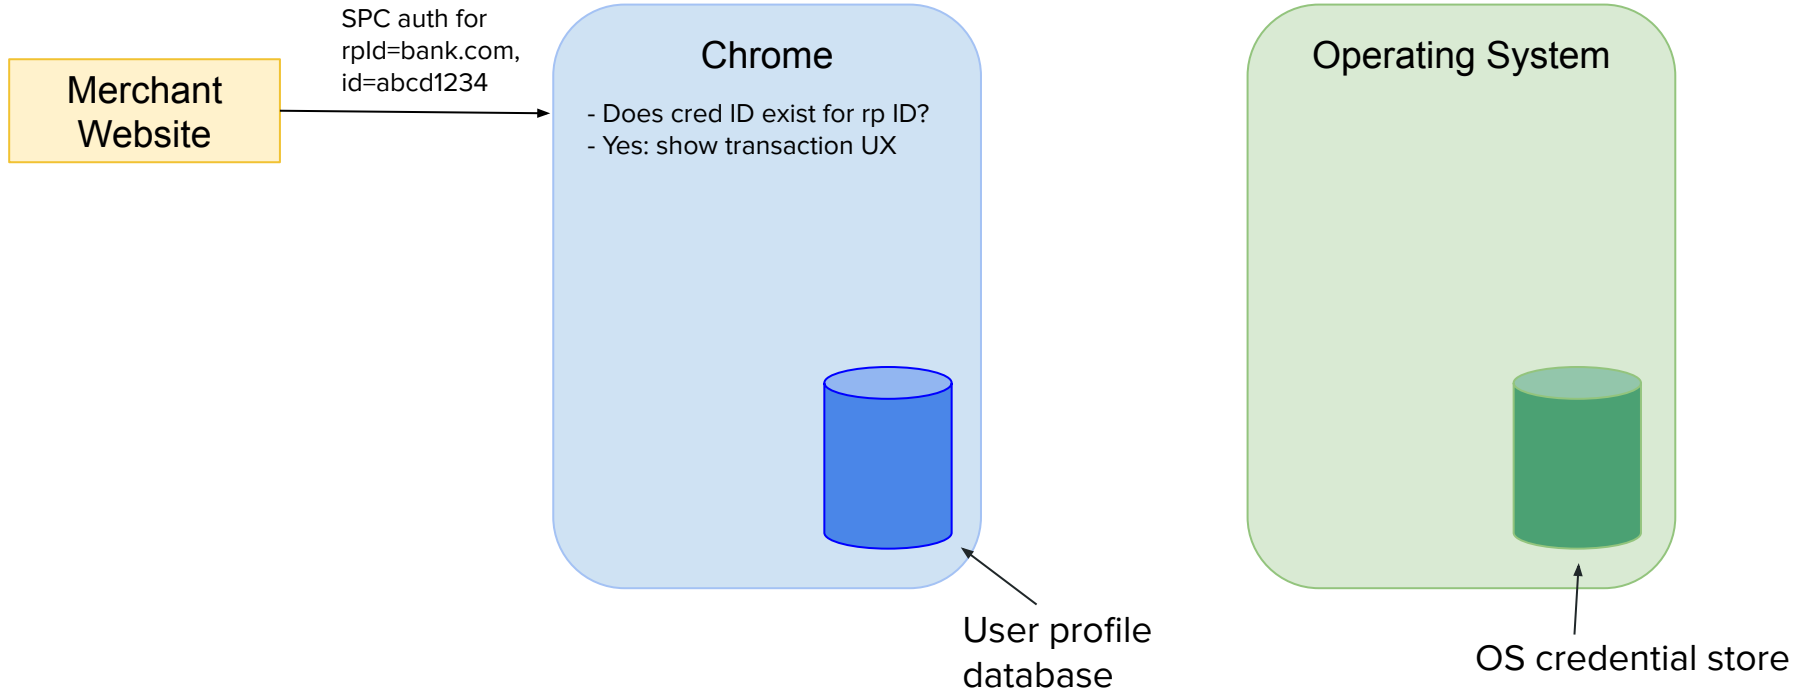 SPC auth for
rpId=bank.com,
id=abcd1234
Merchant
Website
Chrome
- Does cred ID exist for rp ID?
- Yes: show transaction UX
Operating System
User profile
database
OS credential store